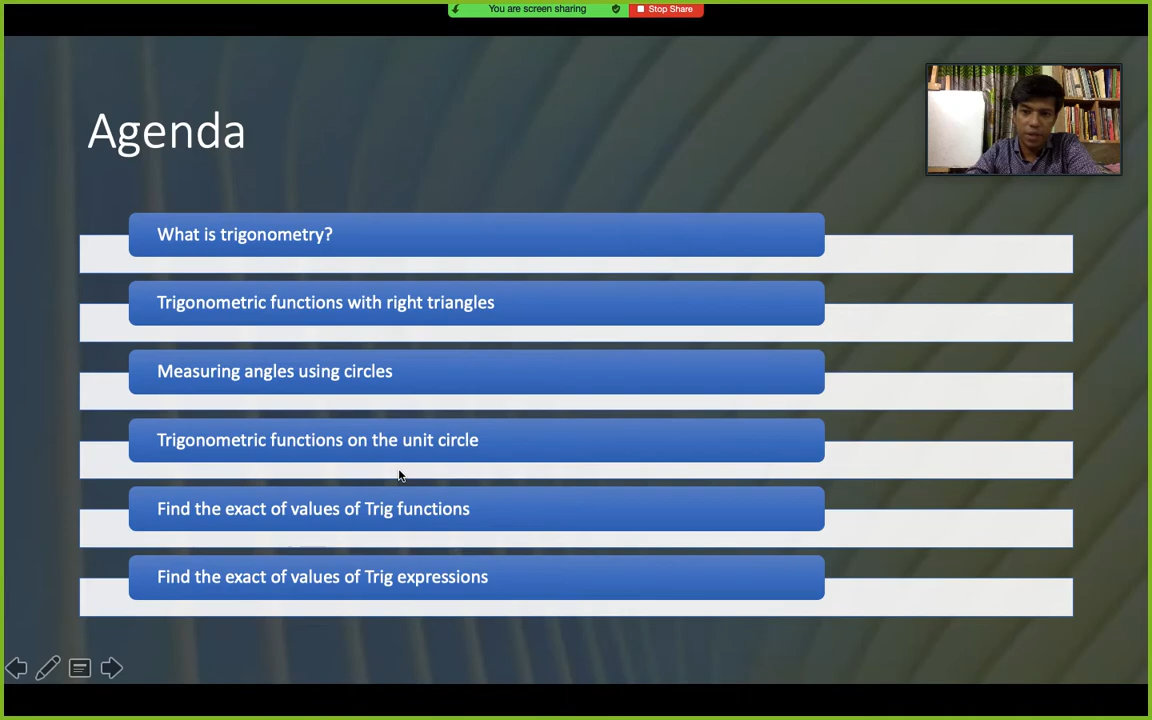 You are screen sharing
Stop Share
Agenda
What is trigonometry?
Trigonometric functions with right triangles
Measuring angles using circles
Trigonometric functions on the unit circle
Find the exact of values of Trig functions
Find the exact of values of Trig expressions